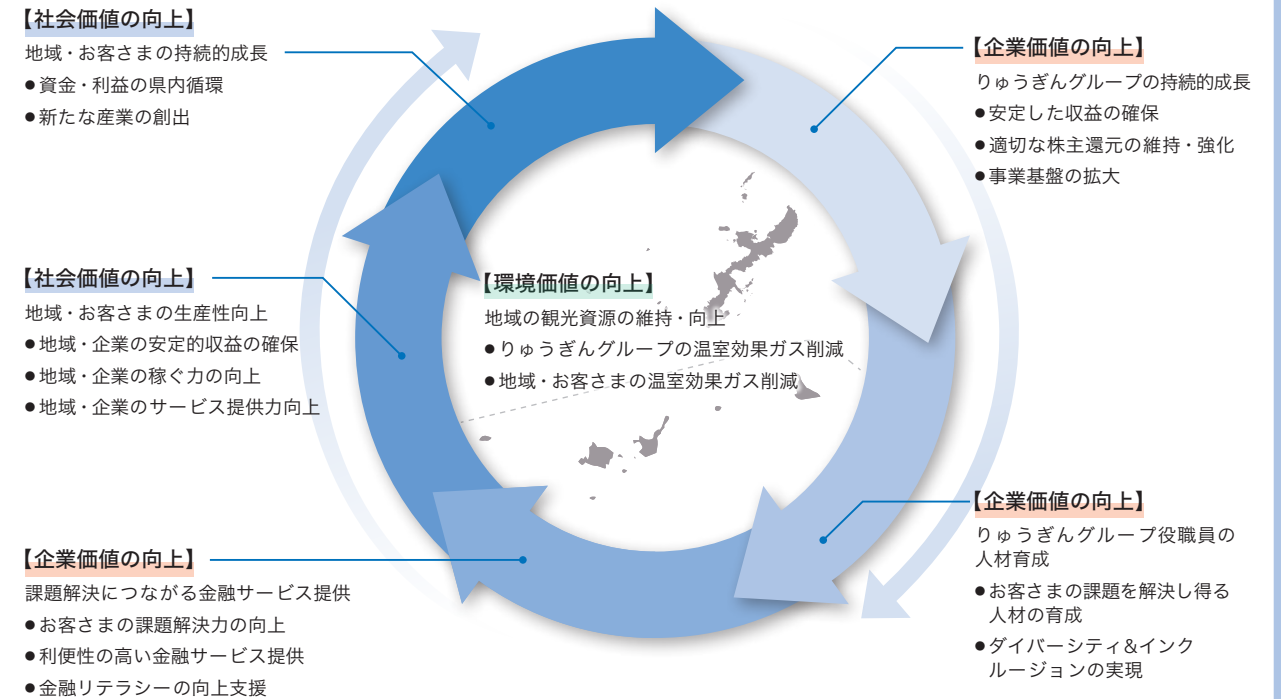 【社会価値の向上】
地域・お客さまの持続的成長
●資金・利益の県内循環
●新たな産業の創出
【企業価値の向上】
りゅうぎんグループの持続的成長
●安定した収益の確保
●適切な株主還元の維持・強化
●事業基盤の拡大
【社会価値の向上】
地域・お客さまの生産性向上
●地域・企業の安定的収益の確保
●地域・企業の稼ぐ力の向上
●地域・企業のサービス提供力向上
【環境価値の向上】
地域の観光資源の維持・向上
●りゅうぎんグループの温室効果ガス削減
●地域・お客さまの温室効果ガス削減
【企業価値の向上】
りゅうぎんグループ役職員の
人材育成
●お客さまの課題を解決し得る
人材の育成
●ダイバーシティ&インク
ルージョンの実現
【企業価値の向上】
課題解決につながる金融サービス提供
●お客さまの課題解決力の向上
●利便性の高い金融サービス提供
●金融リテラシーの向上支援